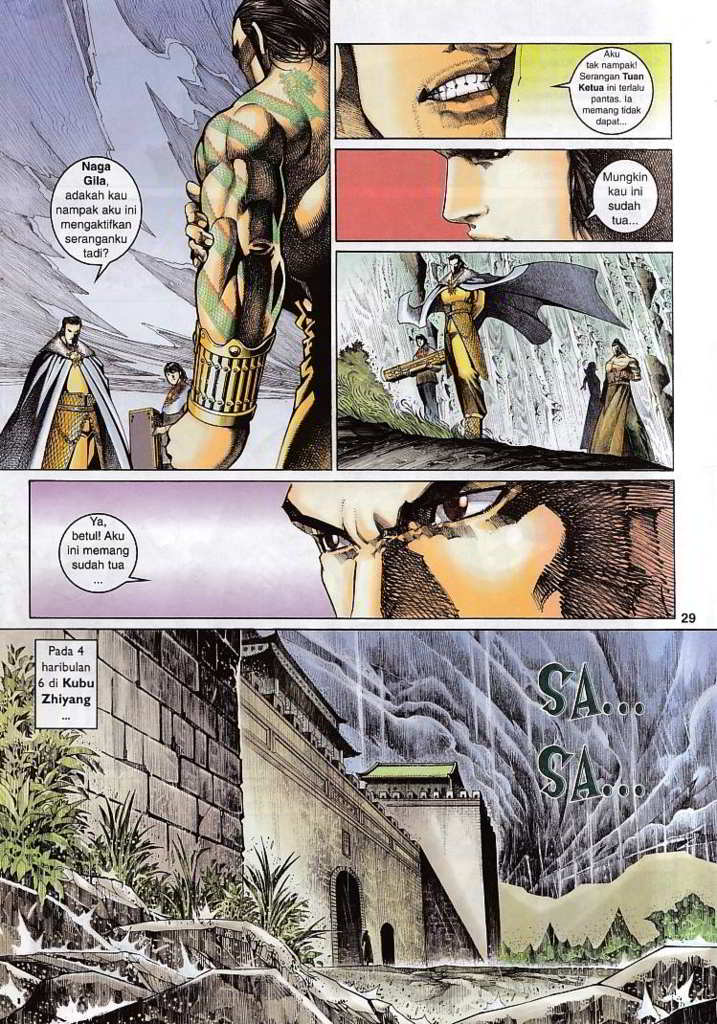 Naga
Gila,
adakah kau
nampak aku ini
mengaktifkan
seranganku
tadi?
Aku
tak nampak!
Serangan Tuan
Ketua ini terlalu
pantas. Ia
memang tidak
dapat...
Mungkin
kau ini
sudah
tua...
Ya,
betul! Aku
ini memang
sudah tua
...
29
Pada 4
haribulan
6 di Kubu
Zhiyang
...
SA...
SA...